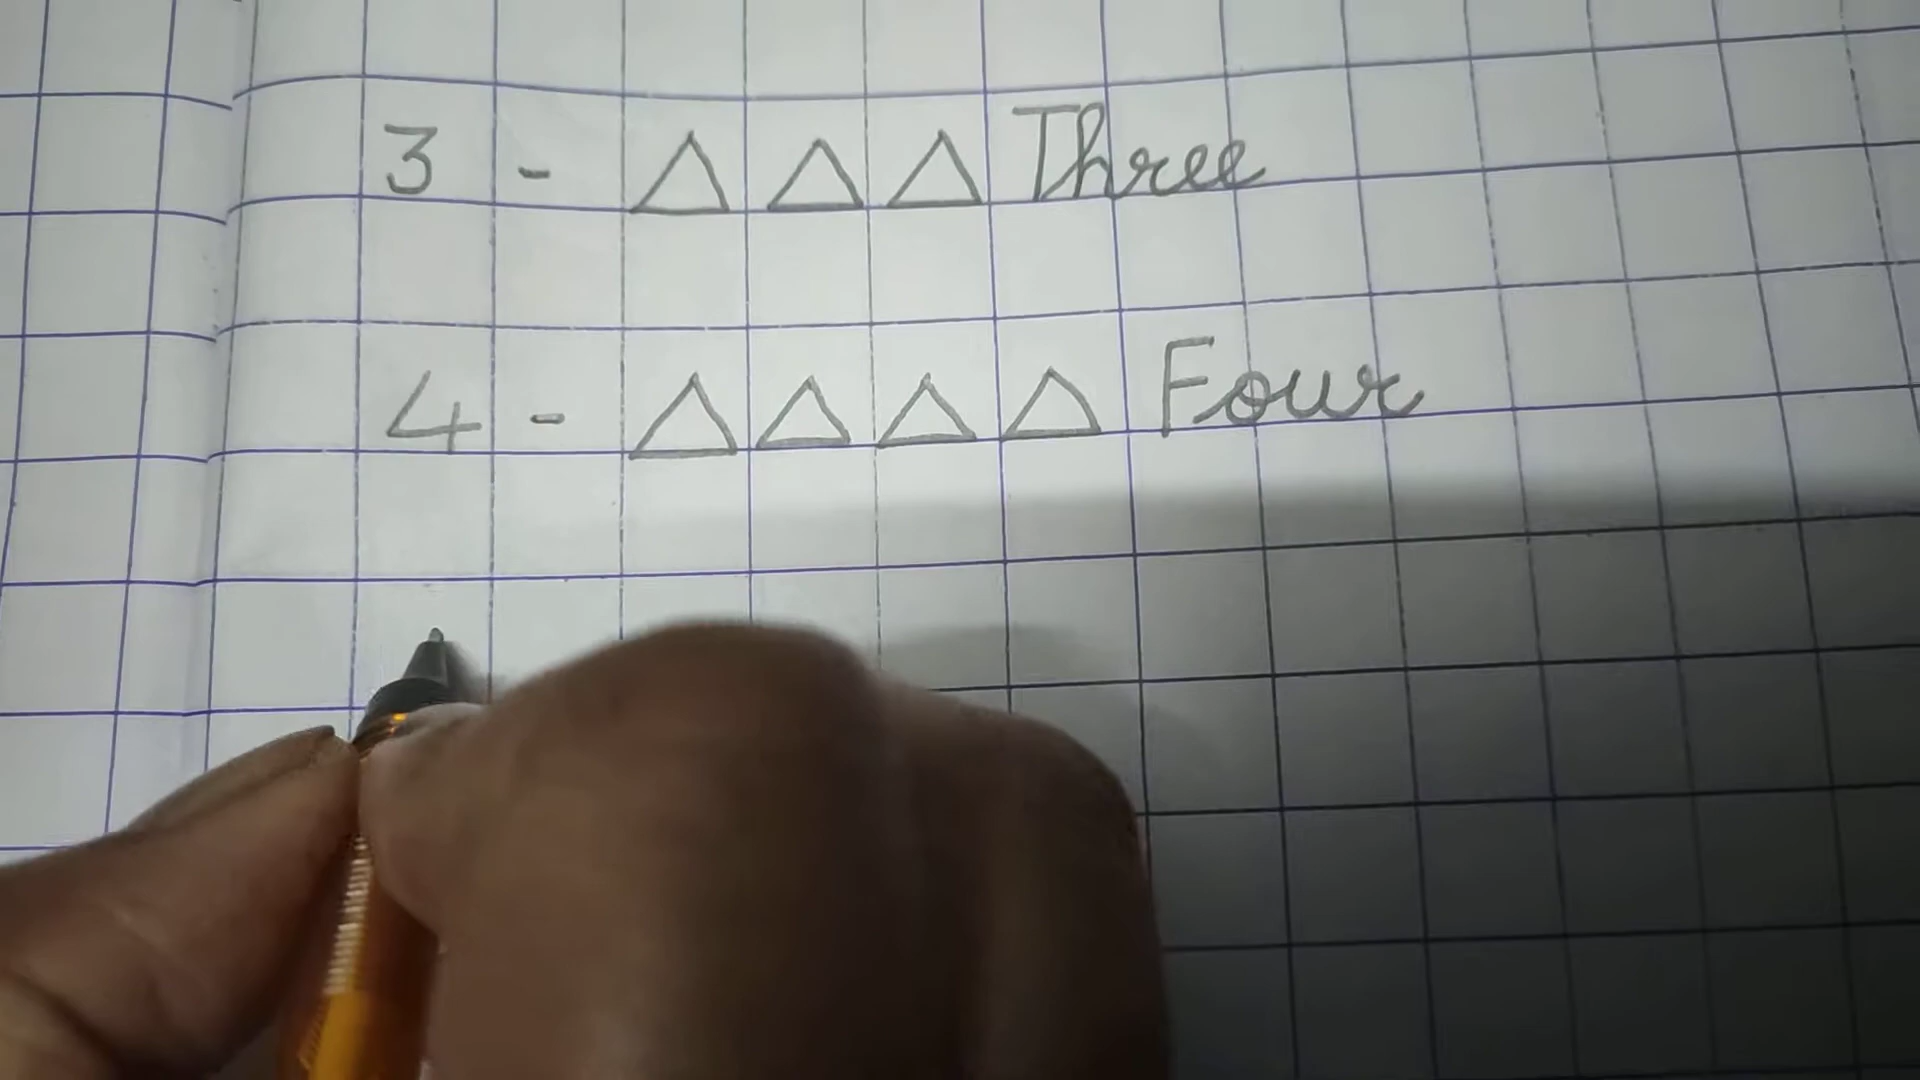 3 - △ △ △ Three
4 - △ △ △ △ Four